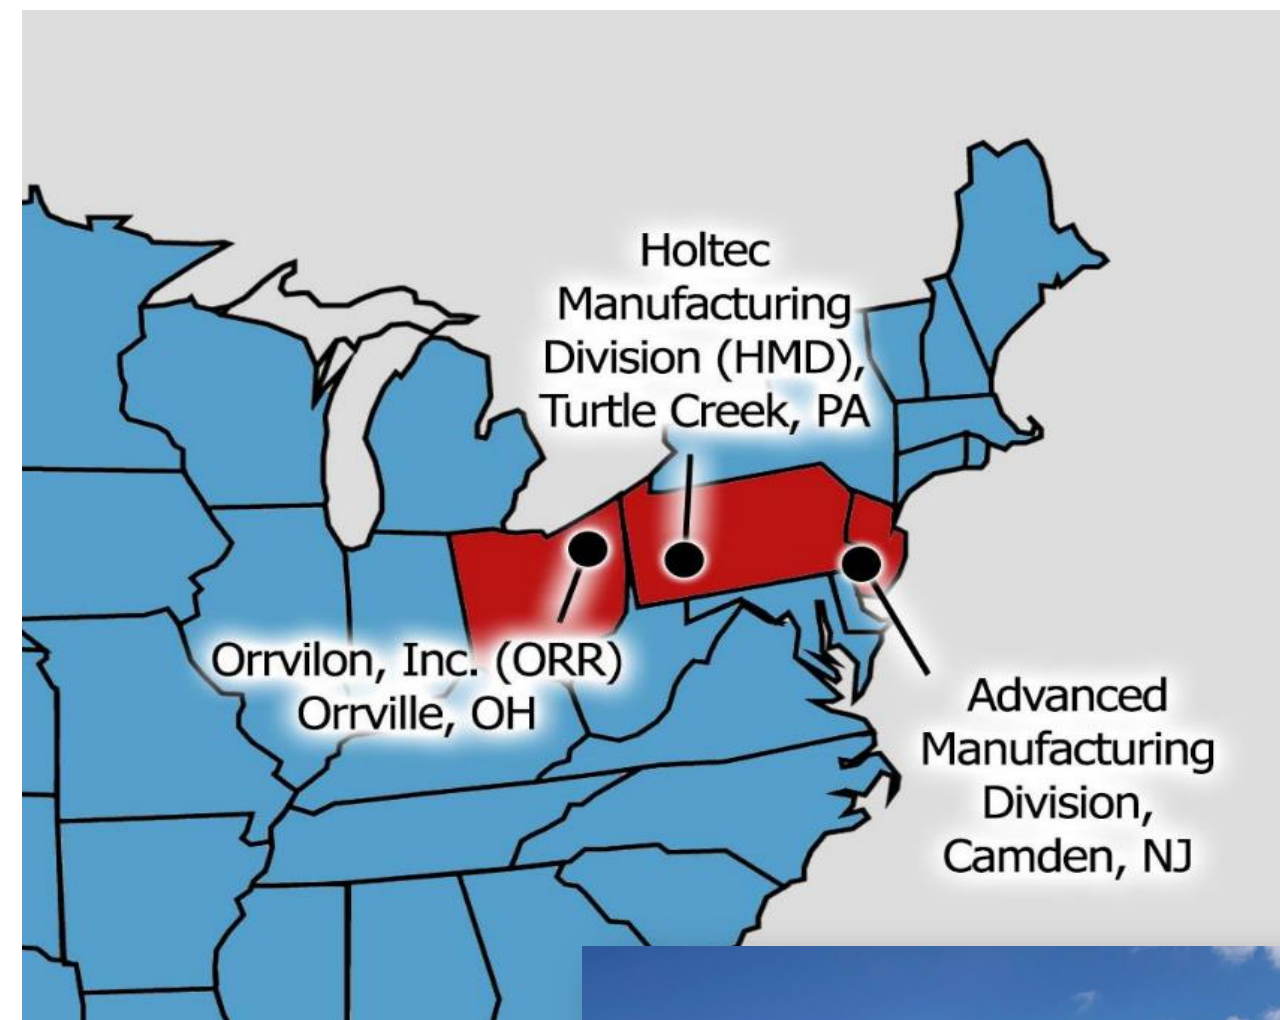 Holtec
Manufacturing
Division (HMD),
Turtle Creek, PA
Orrvilon, Inc. (ORR)
Orrville, OH
Advanced
Manufacturing
Division,
Camden, NJ